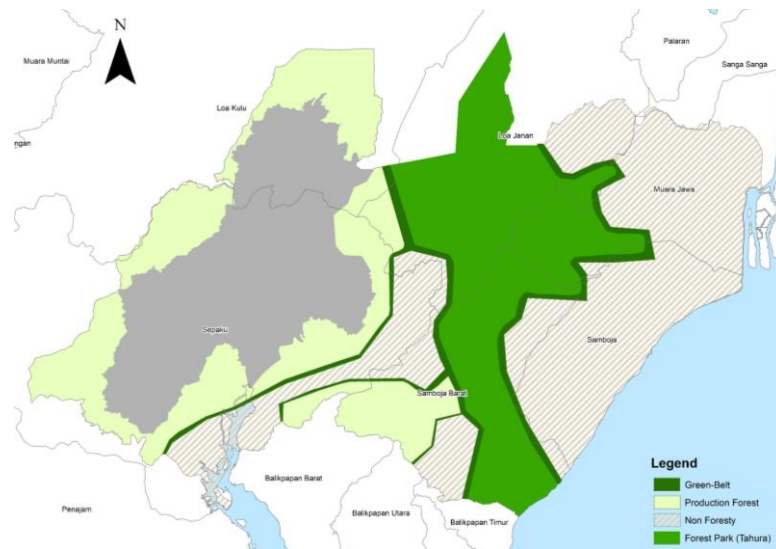 N
Muara Muntai
Palaran
Sanga Sanga
Loa Kulu
Loa Janan
ngan
Muara Jawa
Sepaku
Samboja
Samboja Barat
Balikpapan Barat
Penajam
Balikpapan Utara
Balikpapan Timur
Legend
Green-Belt
Production Forest
Non Foresty
Forest Park (Tahura)